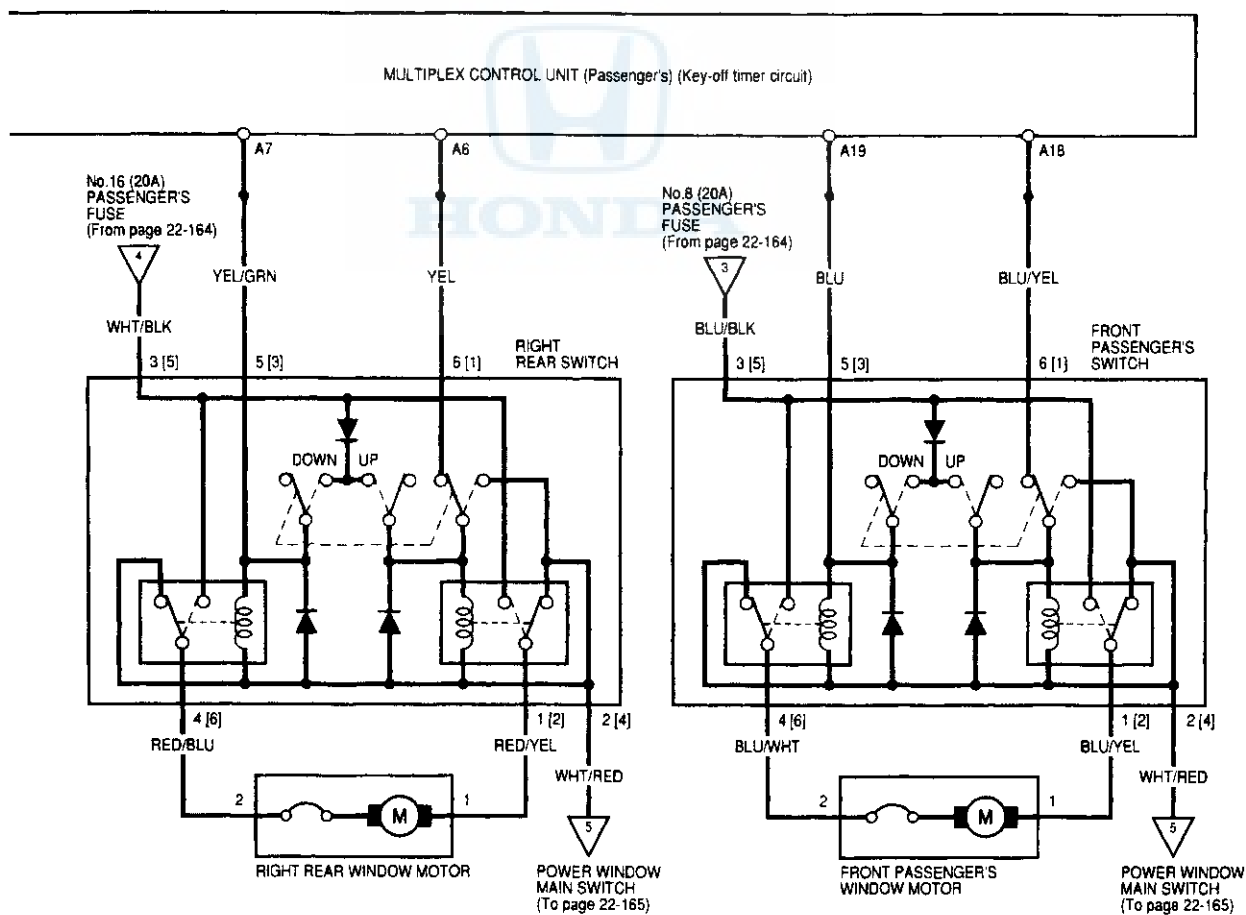 MULTIPLEX CONTROL UNIT (Passenger's) (Key-off timer circuit)
HONDA
A7
A6
A19
A18
No.16 (20A)
PASSENGER'S
FUSE
(From page 22-164)
4
No.8 (20A)
PASSENGER'S
FUSE
(From page 22-164)
3
YEL/GRN
YEL
BLU
BLU/YEL
WHT/BLK
BLU/BLK
3 [5]
5 [3]
6 [1]
RIGHT
REAR SWITCH
3 [5]
5 [3]
6 [1]
FRONT
PASSENGER'S
SWITCH
DOWN UP
DOWN UP
4 [6]
1 [2]
2 [4]
4 [6]
1 [2]
2 [4]
RED/BLU
RED/YEL
BLU/WHT
BLU/YEL
WHT/RED
WHT/RED
2
M
1
2
M
1
5
5
RIGHT REAR WINDOW MOTOR
POWER WINDOW
MAIN SWITCH
(To page 22-165)
FRONT PASSENGER'S
WINDOW MOTOR
POWER WINDOW
MAIN SWITCH
(To page 22-165)